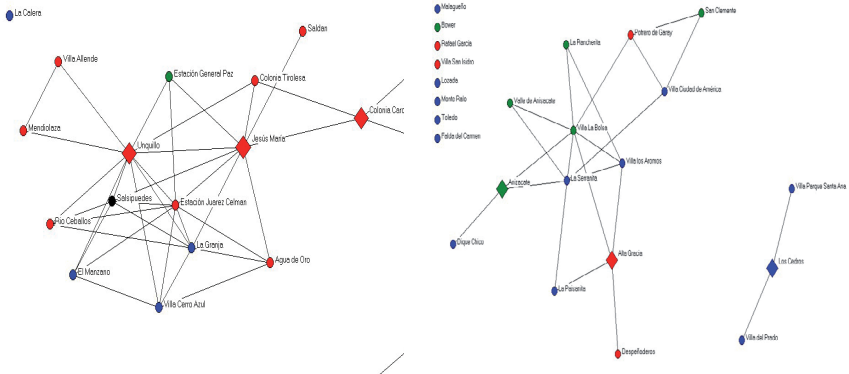 La Calera
Saldan
Villa Allende
Estación General Paz
Colonia Tirolesa
Colonia Caro
Mendiolaza
Unquillo
Jesús María
Salsipuedes
Estación Juarez Celman
Rio Ceballos
La Granja
Agua de Oro
El Manzano
Villa Cerro Azul
Malagueño
Bower
Rafael García
Villa San Isidro
Lozada
Monte Ralo
Toledo
Falda del Carmen
San Clemente
Potrero de Garay
La Rancherita
Villa Ciudad de América
Valle de Anisacate
Villa La Bolsa
Villa los Aromos
La Serranita
Anizacate
Villa Parque Santa Ana
Dique Chico
Alta Gracia
Los Cedros
La Paisanita
Villa del Prado
Despeñaderos